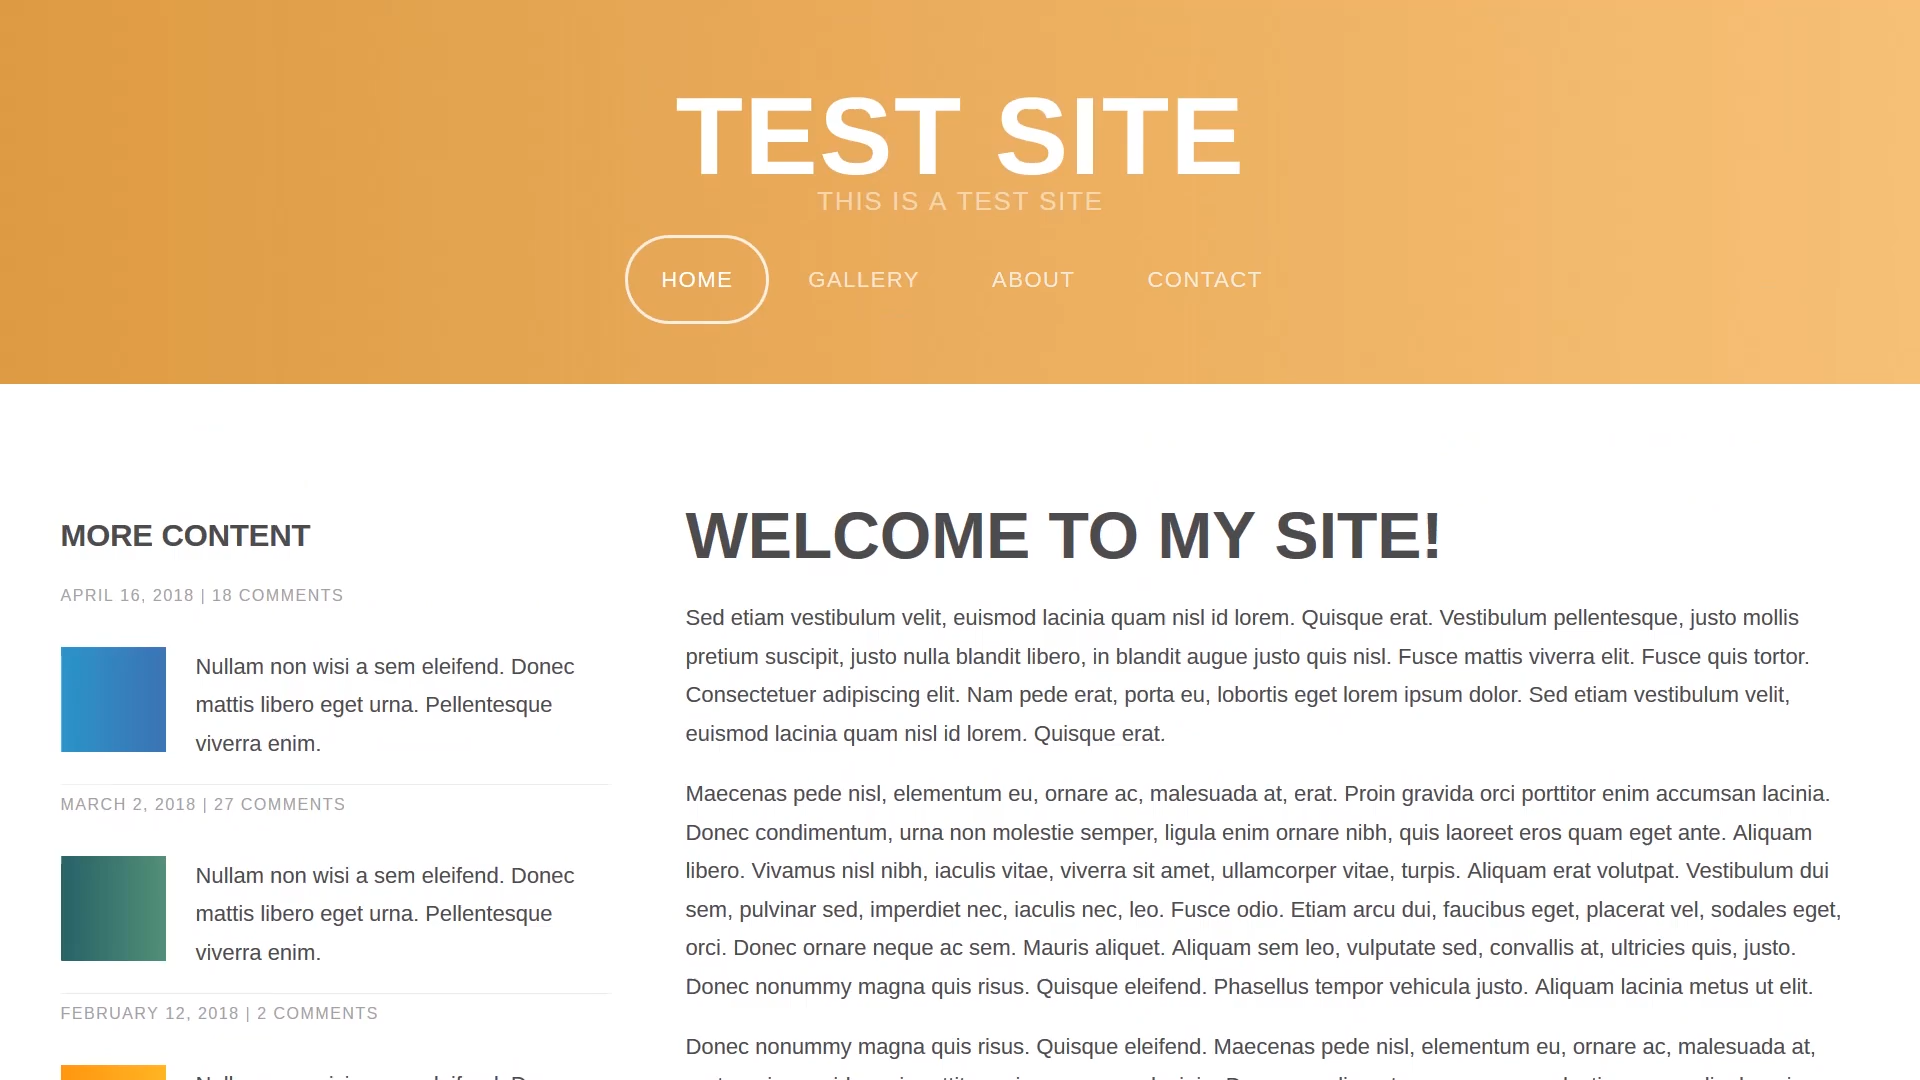 TEST SITE
THIS IS A TEST SITE
HOME GALLERY ABOUT CONTACT
MORE CONTENT
APRIL 16, 2018 | 18 COMMENTS
Nullam non wisi a sem eleifend. Donec
mattis libero eget urna. Pellentesque
viverra enim.
MARCH 2, 2018 | 27 COMMENTS
Nullam non wisi a sem eleifend. Donec
mattis libero eget urna. Pellentesque
viverra enim.
FEBRUARY 12, 2018 | 2 COMMENTS
WELCOME TO MY SITE!
Sed etiam vestibulum velit, euismod lacinia quam nisl id lorem. Quisque erat. Vestibulum pellentesque, justo mollis
pretium suscipit, justo nulla blandit libero, in blandit augue justo quis nisl. Fusce mattis viverra elit. Fusce quis tortor.
Consectetuer adipiscing elit. Nam pede erat, porta eu, lobortis eget lorem ipsum dolor. Sed etiam vestibulum velit,
euismod lacinia quam nisl id lorem. Quisque erat.
Maecenas pede nisl, elementum eu, ornare ac, malesuada at, erat. Proin gravida orci porttitor enim accumsan lacinia.
Donec condimentum, urna non molestie semper, ligula enim ornare nibh, quis laoreet eros quam eget ante. Aliquam
libero. Vivamus nisl nibh, iaculis vitae, viverra sit amet, ullamcorper vitae, turpis. Aliquam erat volutpat. Vestibulum dui
sem, pulvinar sed, imperdiet nec, iaculis nec, leo. Fusce odio. Etiam arcu dui, faucibus eget, placerat vel, sodales eget,
orci. Donec ornare neque ac sem. Mauris aliquet. Aliquam sem leo, vulputate sed, convallis at, ultricies quis, justo.
Donec nonummy magna quis risus. Quisque eleifend. Phasellus tempor vehicula justo. Aliquam lacinia metus ut elit.
Donec nonummy magna quis risus. Quisque eleifend. Maecenas pede nisl, elementum eu, ornare ac, malesuada at,